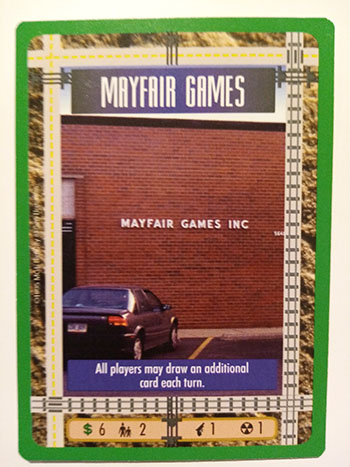 MAYFAIR GAMES
MAYFAIR GAMES INC
All players may draw an additional
card each turn.
$ 6 2 1 1